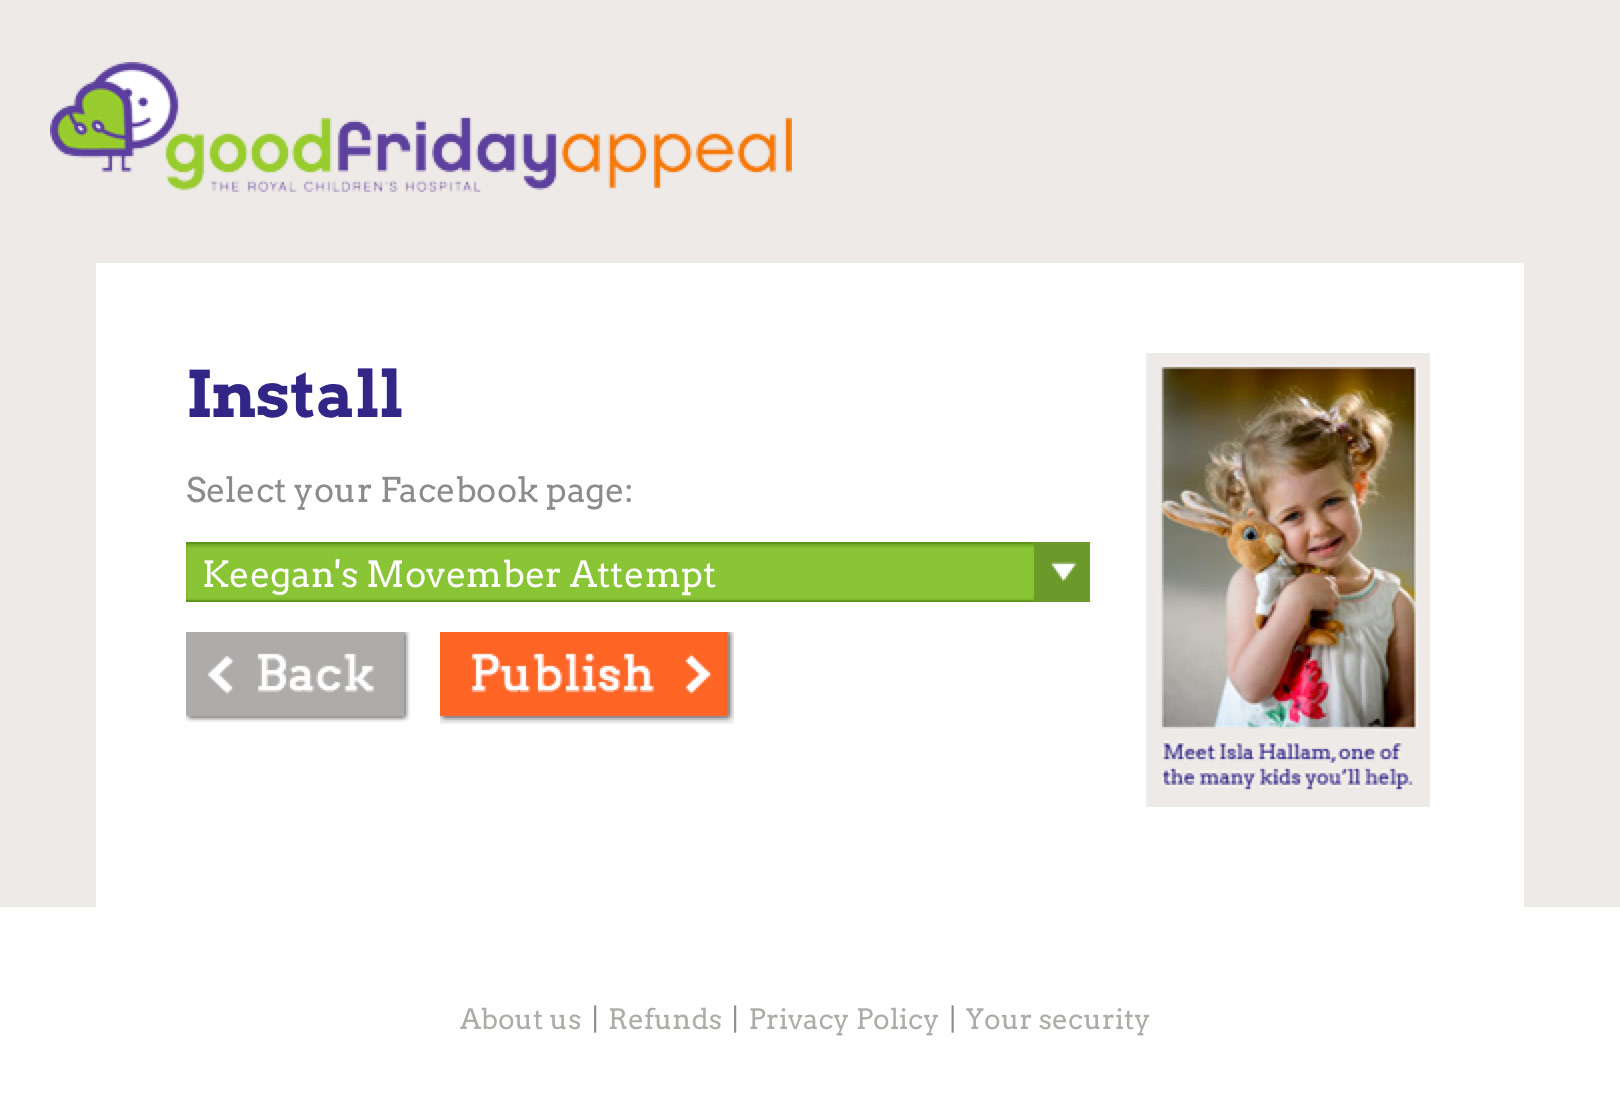 goodfridayappeal
THE ROYAL CHILDREN'S HOSPITAL
Install
Select your Facebook page:
Keegan's Movember Attempt
Back
Publish
Meet Isla Hallam, one of
the many kids you'll help.
About us | Refunds | Privacy Policy | Your security